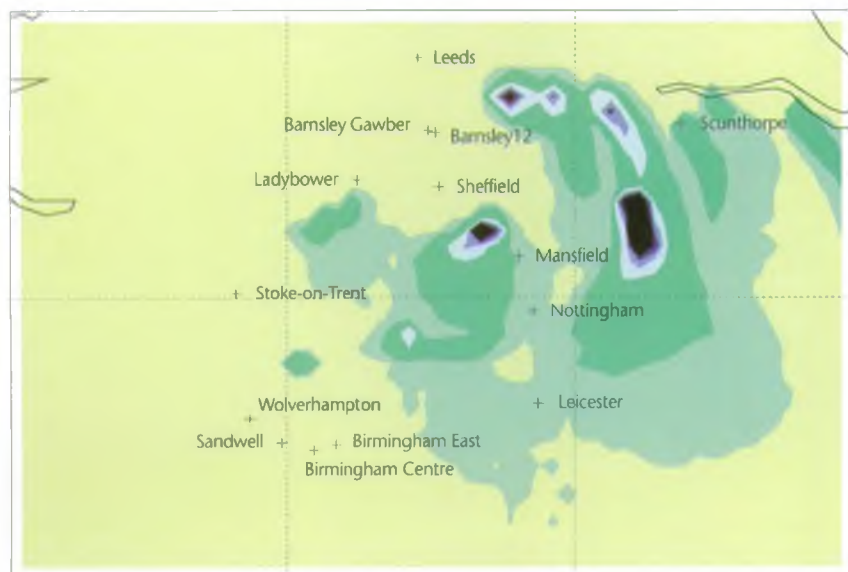 Leeds
Barnsley Gawber
Barnsley12
Scunthorpe
Ladybower
Sheffield
Mansfield
Stoke-on-Trent
Nottingham
Wolverhampton
Leicester
Sandwell
Birmingham East
Birmingham Centre